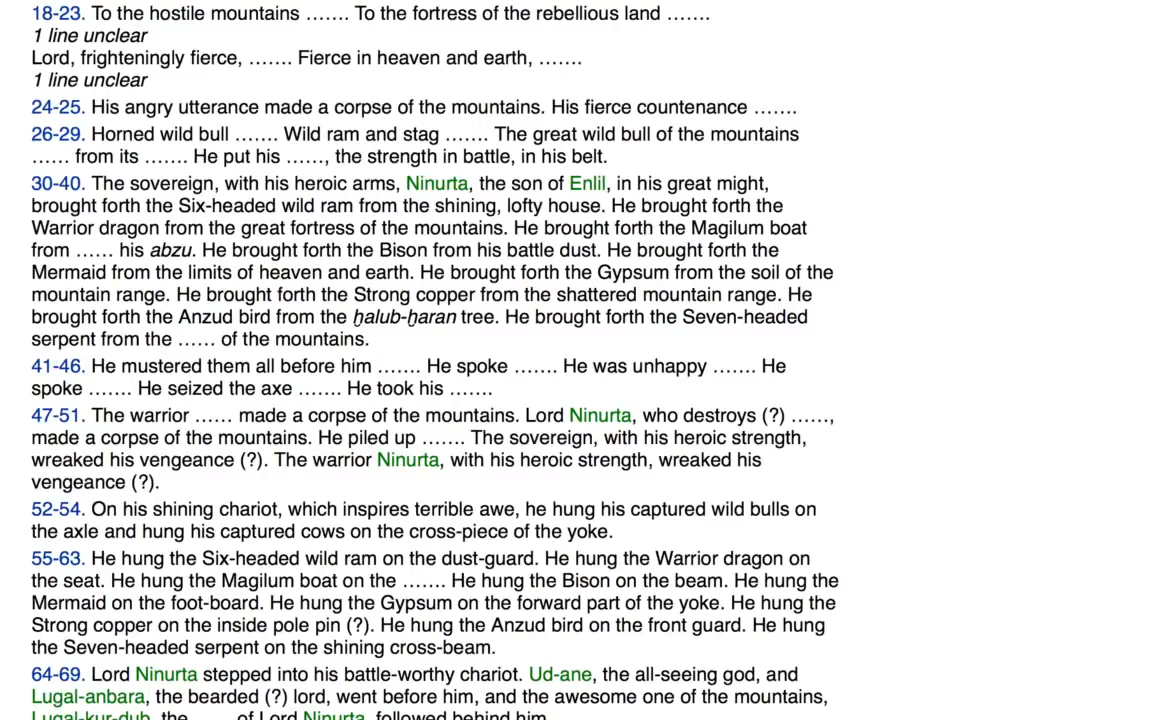 18-23. To the hostile mountains ……. To the fortress of the rebellious land …….
1 line unclear
Lord, frighteningly fierce, ……. Fierce in heaven and earth, …….
1 line unclear
24-25. His angry utterance made a corpse of the mountains. His fierce countenance …….
26-29. Horned wild bull ……. Wild ram and stag ……. The great wild bull of the mountains
…… from its ……. He put his ……, the strength in battle, in his belt.
30-40. The sovereign, with his heroic arms, Ninurta, the son of Enlil, in his great might,
brought forth the Six-headed wild ram from the shining, lofty house. He brought forth the
Warrior dragon from the great fortress of the mountains. He brought forth the Magilum boat
from …… his abzu. He brought forth the Bison from his battle dust. He brought forth the
Mermaid from the limits of heaven and earth. He brought forth the Gypsum from the soil of the
mountain range. He brought forth the Strong copper from the shattered mountain range. He
brought forth the Anzud bird from the ḫalub-ḫaran tree. He brought forth the Seven-headed
serpent from the …… of the mountains.
41-46. He mustered them all before him ……. He spoke ……. He was unhappy ……. He
spoke ……. He seized the axe ……. He took his …….
47-51. The warrior …… made a corpse of the mountains. Lord Ninurta, who destroys (?) ……,
made a corpse of the mountains. He piled up ……. The sovereign, with his heroic strength,
wreaked his vengeance (?). The warrior Ninurta, with his heroic strength, wreaked his
vengeance (?).
52-54. On his shining chariot, which inspires terrible awe, he hung his captured wild bulls on
the axle and hung his captured cows on the cross-piece of the yoke.
55-63. He hung the Six-headed wild ram on the dust-guard. He hung the Warrior dragon on
the seat. He hung the Magilum boat on the ……. He hung the Bison on the beam. He hung the
Mermaid on the foot-board. He hung the Gypsum on the forward part of the yoke. He hung the
Strong copper on the inside pole pin (?). He hung the Anzud bird on the front guard. He hung
the Seven-headed serpent on the shining cross-beam.
64-69. Lord Ninurta stepped into his battle-worthy chariot. Ud-ane, the all-seeing god, and
Lugal-anbara, the bearded (?) lord, went before him, and the awesome one of the mountains,
Lugal-kur-dub, the …… of Lord Ninurta, followed behind him.